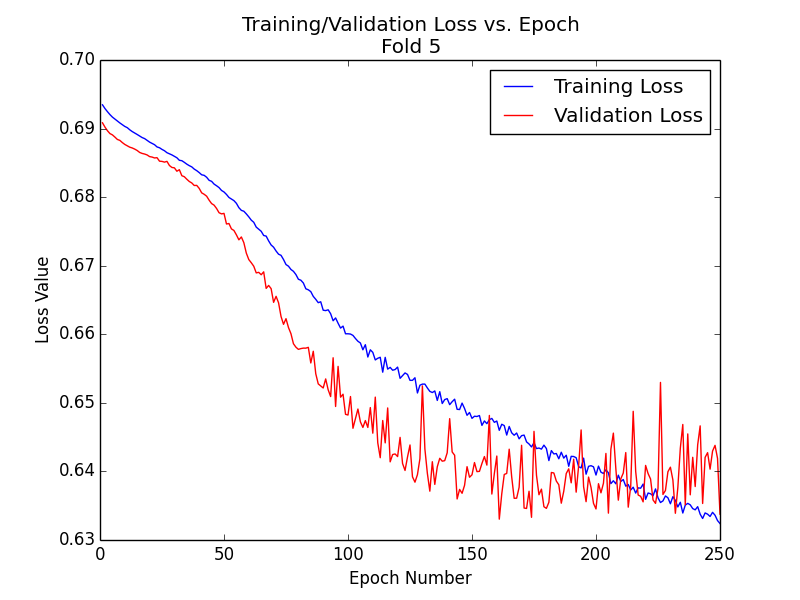 Training/Validation Loss vs. Epoch
Fold 5
Training Loss
Validation Loss
Loss Value
0.70
0.69
0.68
0.67
0.66
0.65
0.64
0.63
0 50 100 150 200 250
Epoch Number